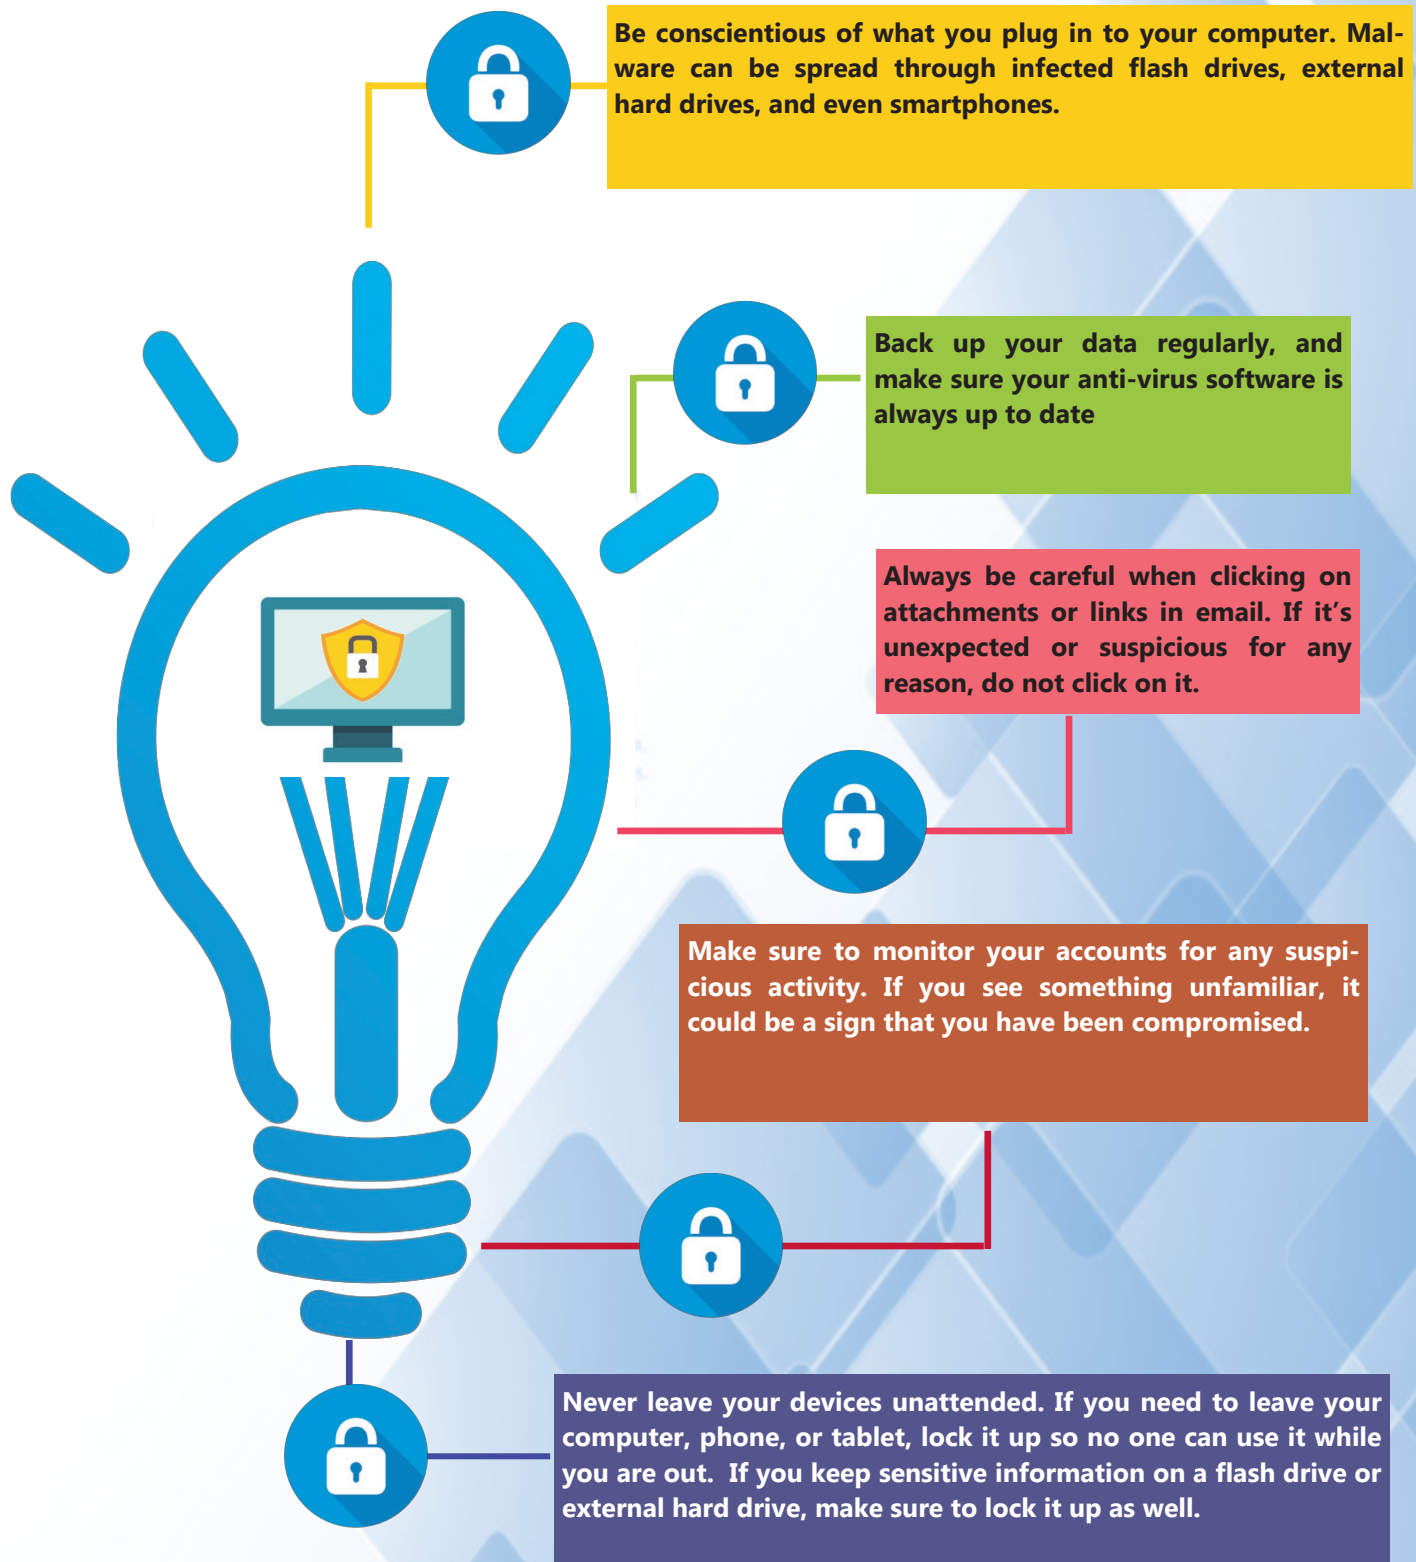 Be conscientious of what you plug in to your computer. Mal-
ware can be spread through infected flash drives, external
hard drives, and even smartphones.
Back up your data regularly, and
make sure your anti-virus software is
always up to date
Always be careful when clicking on
attachments or links in email. If it’s
unexpected or suspicious for any
reason, do not click on it.
Make sure to monitor your accounts for any suspi-
cious activity. If you see something unfamiliar, it
could be a sign that you have been compromised.
Never leave your devices unattended. If you need to leave your
computer, phone, or tablet, lock it up so no one can use it while
you are out.  If you keep sensitive information on a flash drive or
external hard drive, make sure to lock it up as well.